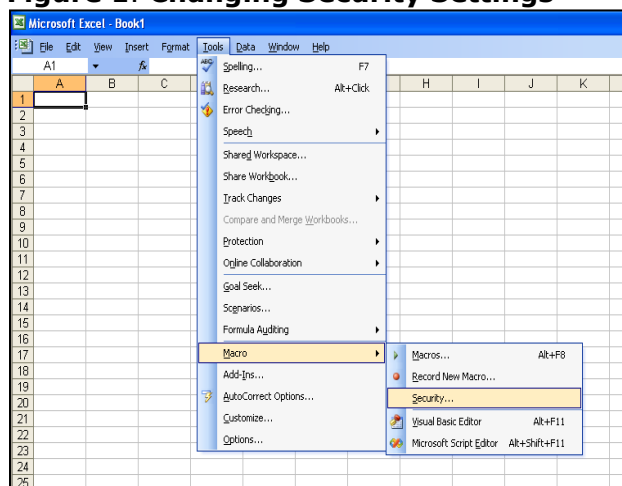 Figure 1: Changing Security Settings
Microsoft Excel - Book1
File Edit View Insert Format Tools Data Window Help
A1 fx
A B C H I J K
Spelling... F7
Research... Alt+Click
Error Checking...
Speech
Shared Workspace...
Share Workbook...
Track Changes
Compare and Merge Workbooks...
Protection
Online Collaboration
Goal Seek...
Scenarios...
Formula Auditing
Macro
Add-Ins...
AutoCorrect Options...
Customize...
Options...
Macros... Alt+F8
Record New Macro...
Security...
Visual Basic Editor Alt+F11
Microsoft Script Editor Alt+Shift+F11
1
2
3
4
5
6
7
8
9
10
11
12
13
14
15
16
17
18
19
20
21
22
23
24
25